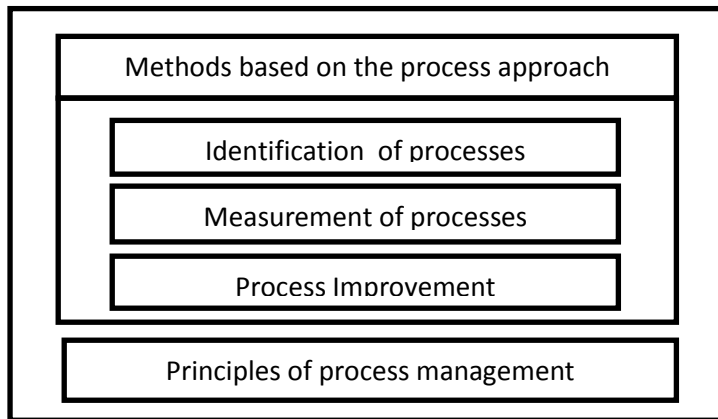 Methods based on the process approach
Identification of processes
Measurement of processes
Process Improvement
Principles of process management